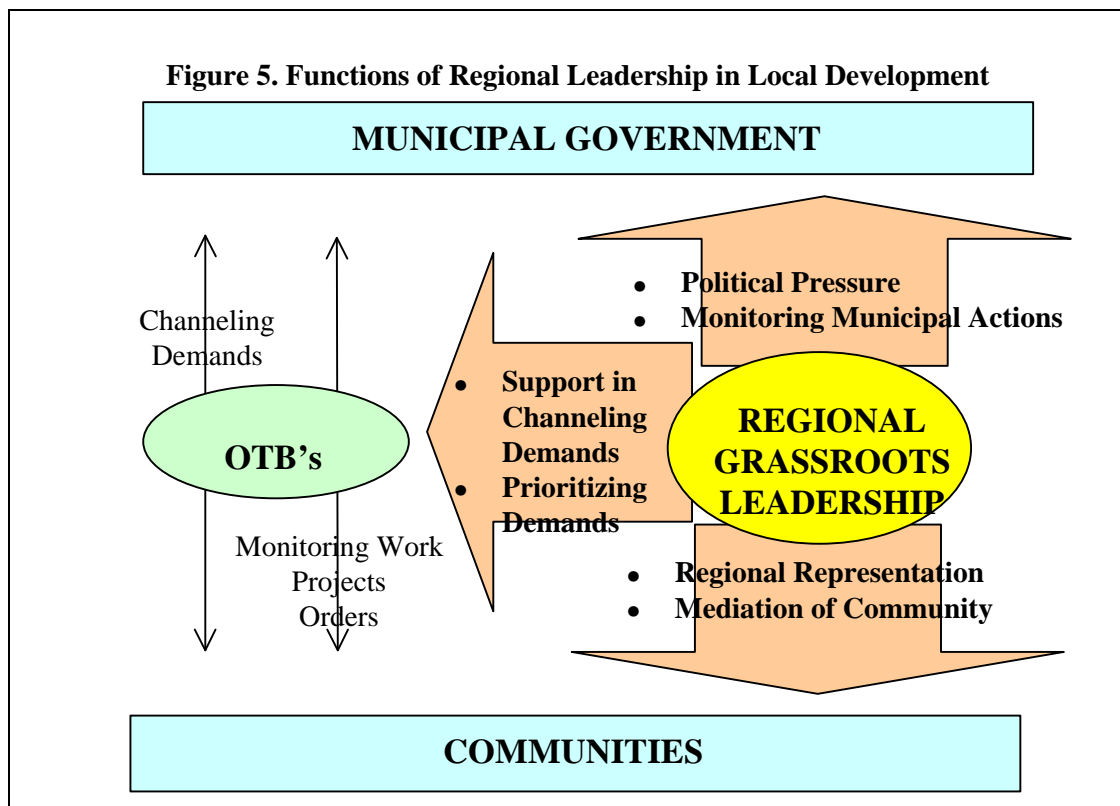 Figure 5. Functions of Regional Leadership in Local Development
MUNICIPAL GOVERNMENT
• Political Pressure
• Monitoring Municipal Actions
Channeling
Demands
• Support in
Channeling
Demands
• Prioritizing
Demands
REGIONAL
GRASSROOTS
LEADERSHIP
OTB’s
Monitoring Work
Projects
Orders
• Regional Representation
• Mediation of Community
COMMUNITIES